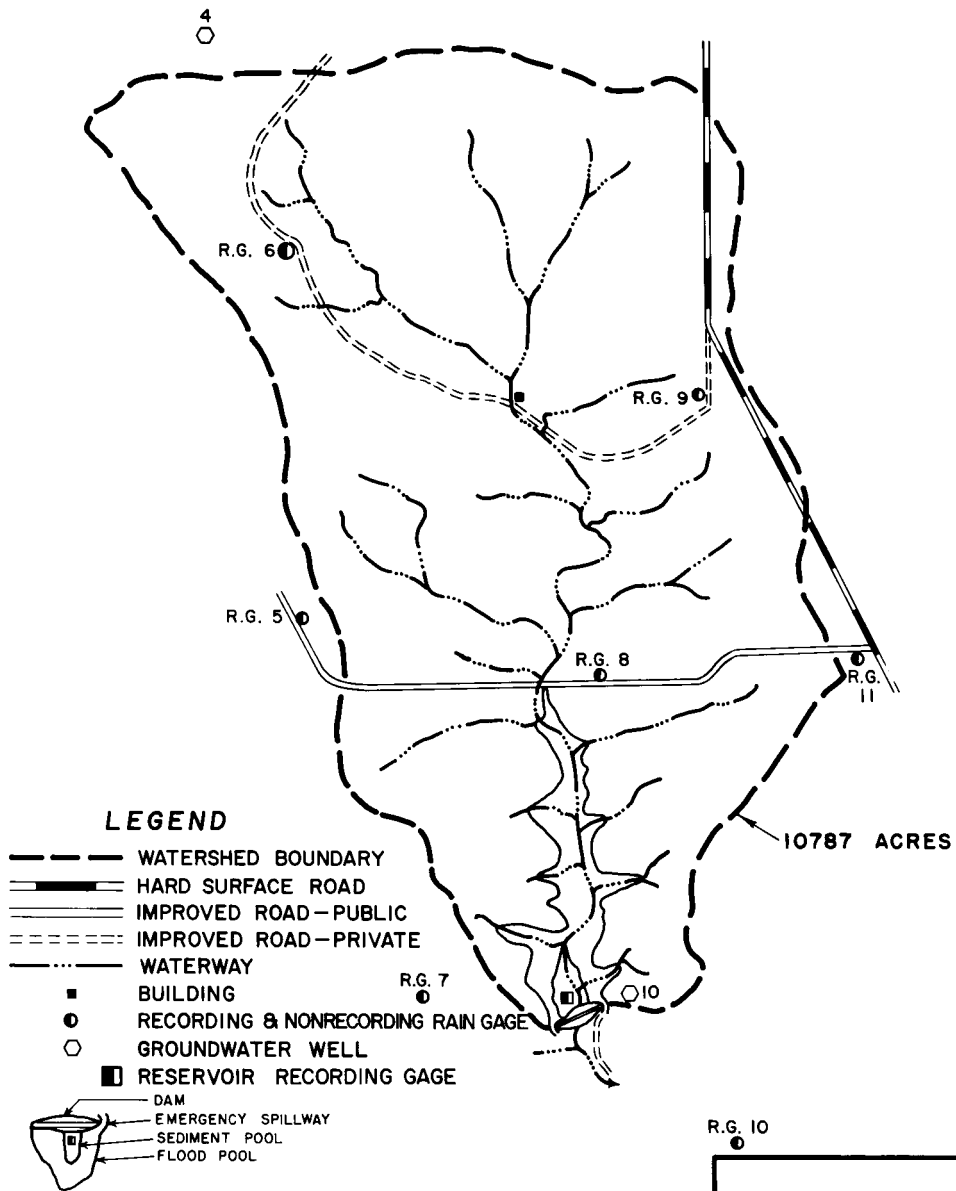 4
R.G. 6
R.G. 9
R.G. 5
R.G. 8
R.G.
11
LEGEND
10787 ACRES
WATERSHED BOUNDARY
HARD SURFACE ROAD
IMPROVED ROAD-PUBLIC
IMPROVED ROAD-PRIVATE
WATERWAY
BUILDING
R.G. 7
10
RECORDING & NONRECORDING RAIN GAGE
GROUNDWATER WELL
RESERVOIR RECORDING GAGE
DAM
EMERGENCY SPILLWAY
SEDIMENT POOL
FLOOD POOL
R.G. 10